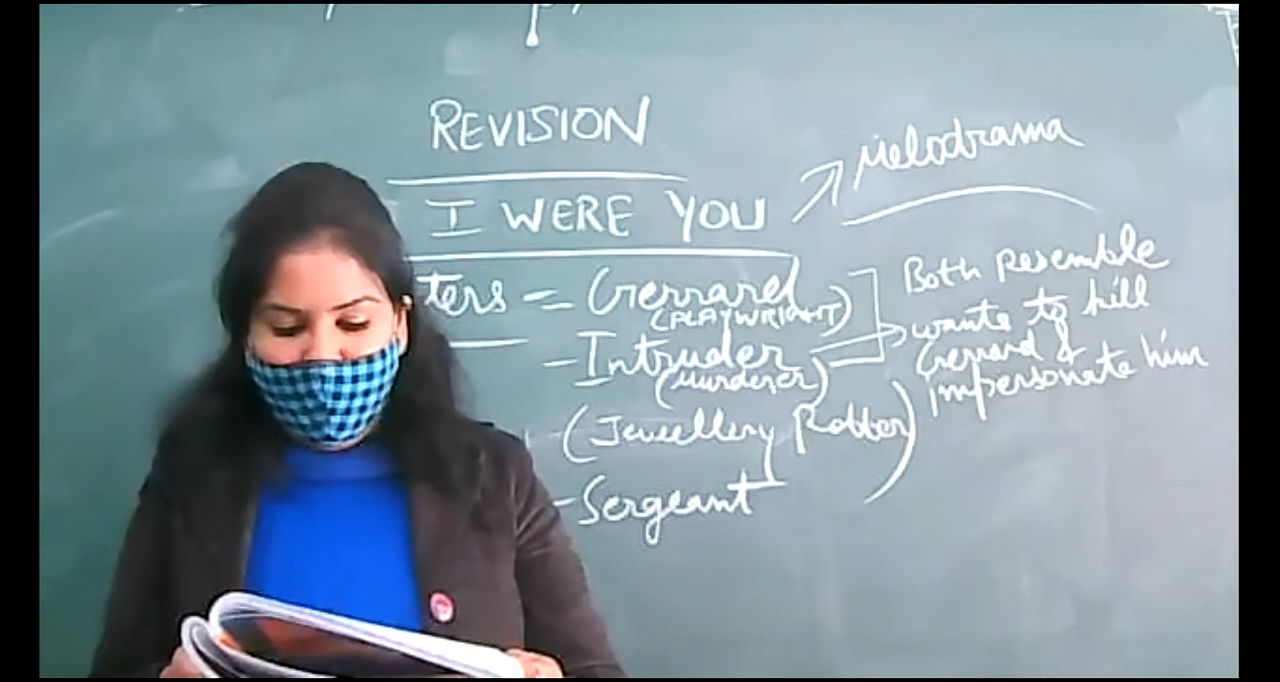 REVISION
I WERE YOU
Melodrama
ters = Gerrard
(PLAYWRIGHT)
- Intruder
(Murderer)
(Jewellery Robber)
- Sergeant
Both resemble
wants to kill
Gerrard &
impersonate him